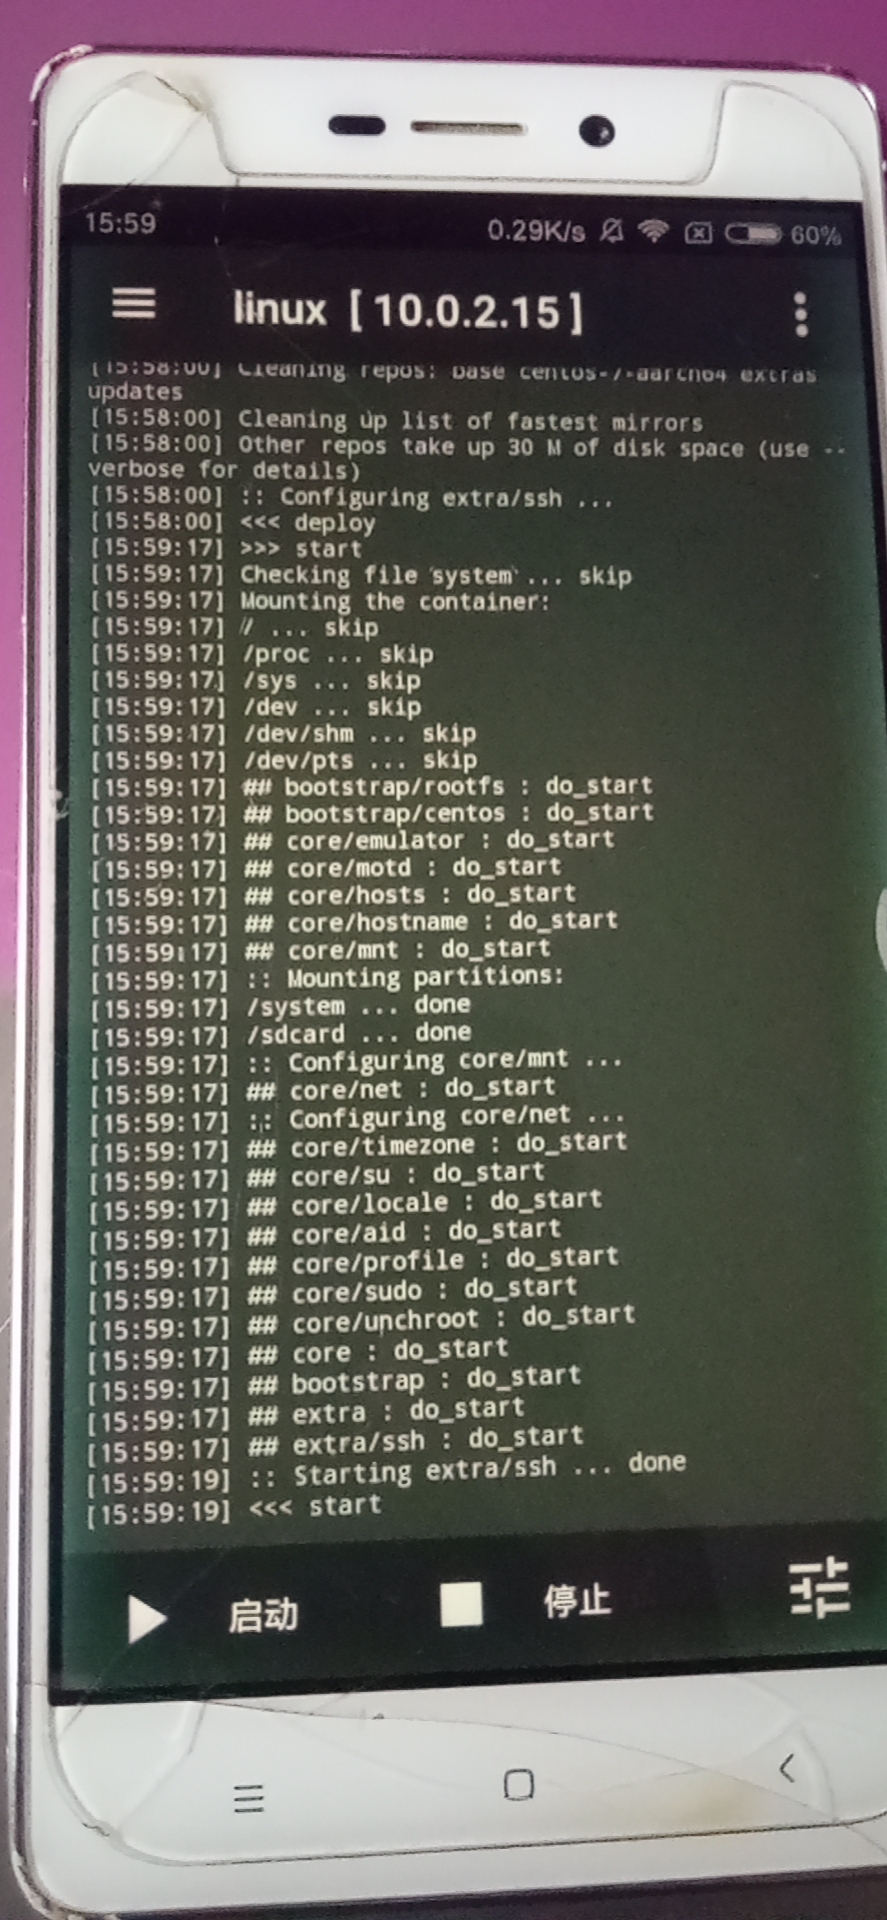 15:59
0.29K/s
60%
linux [ 10.0.2.15 ]
[15:58:00] Cleaning repos: base centos-7-aarch64 extras
updates
[15:58:00] Cleaning up list of fastest mirrors
[15:58:00] Other repos take up 30 M of disk space (use --
verbose for details)
[15:58:00] :: Configuring extra/ssh ...
[15:58:00] <<< deploy
[15:59:17] >>> start
[15:59:17] Checking file system ... skip
[15:59:17] Mounting the container:
[15:59:17] / ... skip
[15:59:17] /proc ... skip
[15:59:17] /sys ... skip
[15:59:17] /dev ... skip
[15:59:17] /dev/shm ... skip
[15:59:17] /dev/pts ... skip
[15:59:17] ## bootstrap/rootfs : do_start
[15:59:17] ## bootstrap/centos : do_start
[15:59:17] ## core/emulator : do_start
[15:59:17] ## core/motd : do_start
[15:59:17] ## core/hosts : do_start
[15:59:17] ## core/hostname : do_start
[15:59:17] ## core/mnt : do_start
[15:59:17] :: Mounting partitions:
[15:59:17] /system ... done
[15:59:17] /sdcard ... done
[15:59:17] :: Configuring core/mnt ...
[15:59:17] ## core/net : do_start
[15:59:17] :: Configuring core/net ...
[15:59:17] ## core/timezone : do_start
[15:59:17] ## core/su : do_start
[15:59:17] ## core/locale : do_start
[15:59:17] ## core/aid : do_start
[15:59:17] ## core/profile : do_start
[15:59:17] ## core/sudo : do_start
[15:59:17] ## core/unchroot : do_start
[15:59:17] ## core : do_start
[15:59:17] ## bootstrap : do_start
[15:59:17] ## extra : do_start
[15:59:17] ## extra/ssh : do_start
[15:59:19] :: Starting extra/ssh ... done
[15:59:19] <<< start
启动
停止